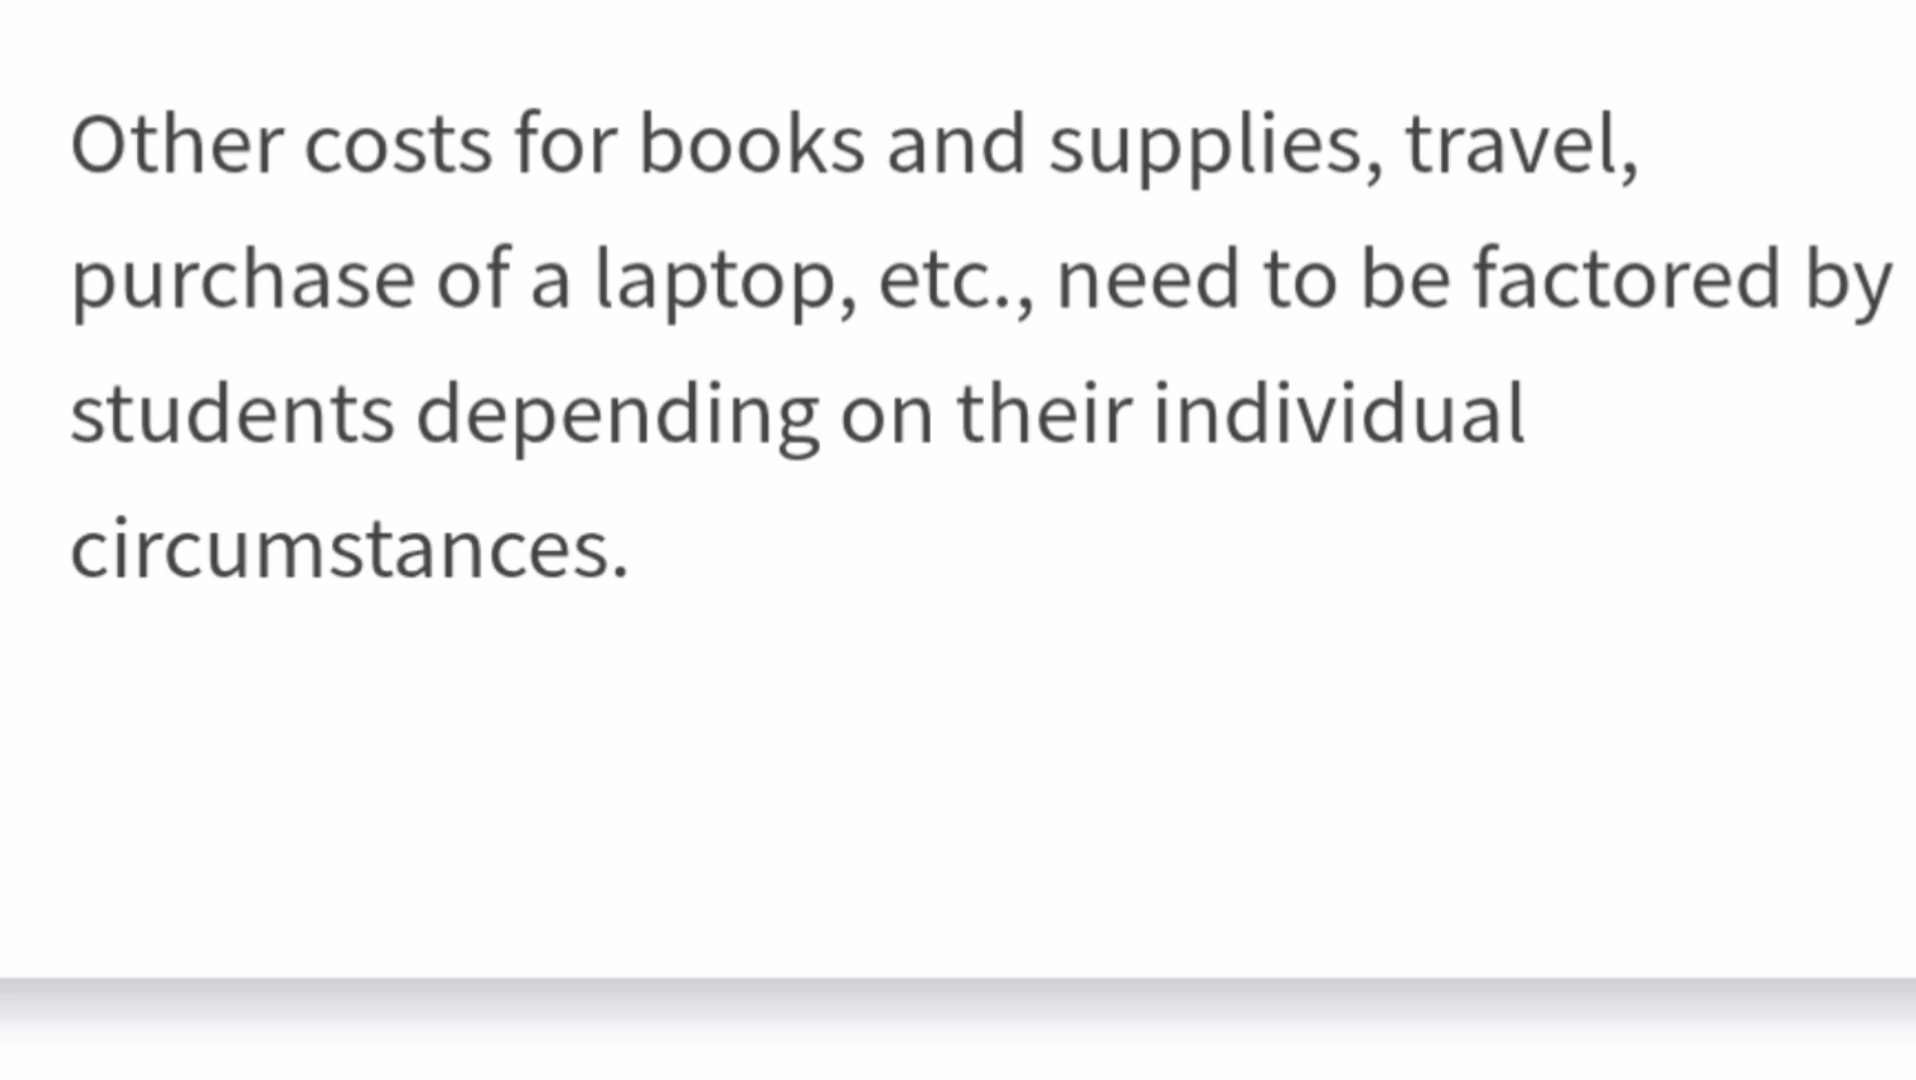 Other costs for books and supplies, travel,
purchase of a laptop, etc., need to be factored by
students depending on their individual
circumstances.